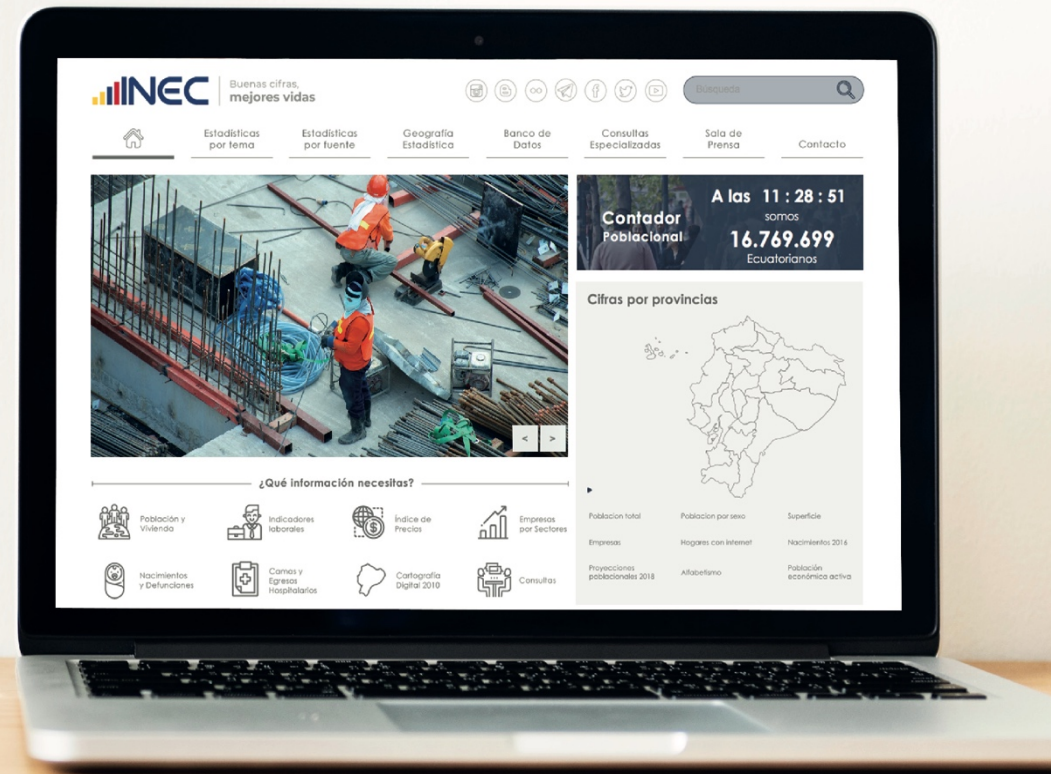 INEC
Buenas cifras,
mejores vidas
Búsqueda
Estadísticas
por tema
Estadísticas
por fuente
Geografía
Estadística
Banco de
Datos
Consultas
Especializadas
Sala de
Prensa
Contacto
Contador
Poblacional
A las 11 : 28 : 51
somos
16.769.699
Ecuatorianos
Cifras por provincias
< >
¿Qué información necesitas?
Población y
Vivienda
Indicadores
laborales
Índice de
Precios
Empresas
por Sectores
Nacimientos
y Defunciones
Camas y
Egresos
Hospitalarios
Cartografía
Digital 2010
Consultas
Poblacion total
Poblacion por sexo
Superficie
Empresas
Hogares con internet
Nacimientos 2016
Proyecciones
poblacionales 2018
Alfabetismo
Población
económica activa